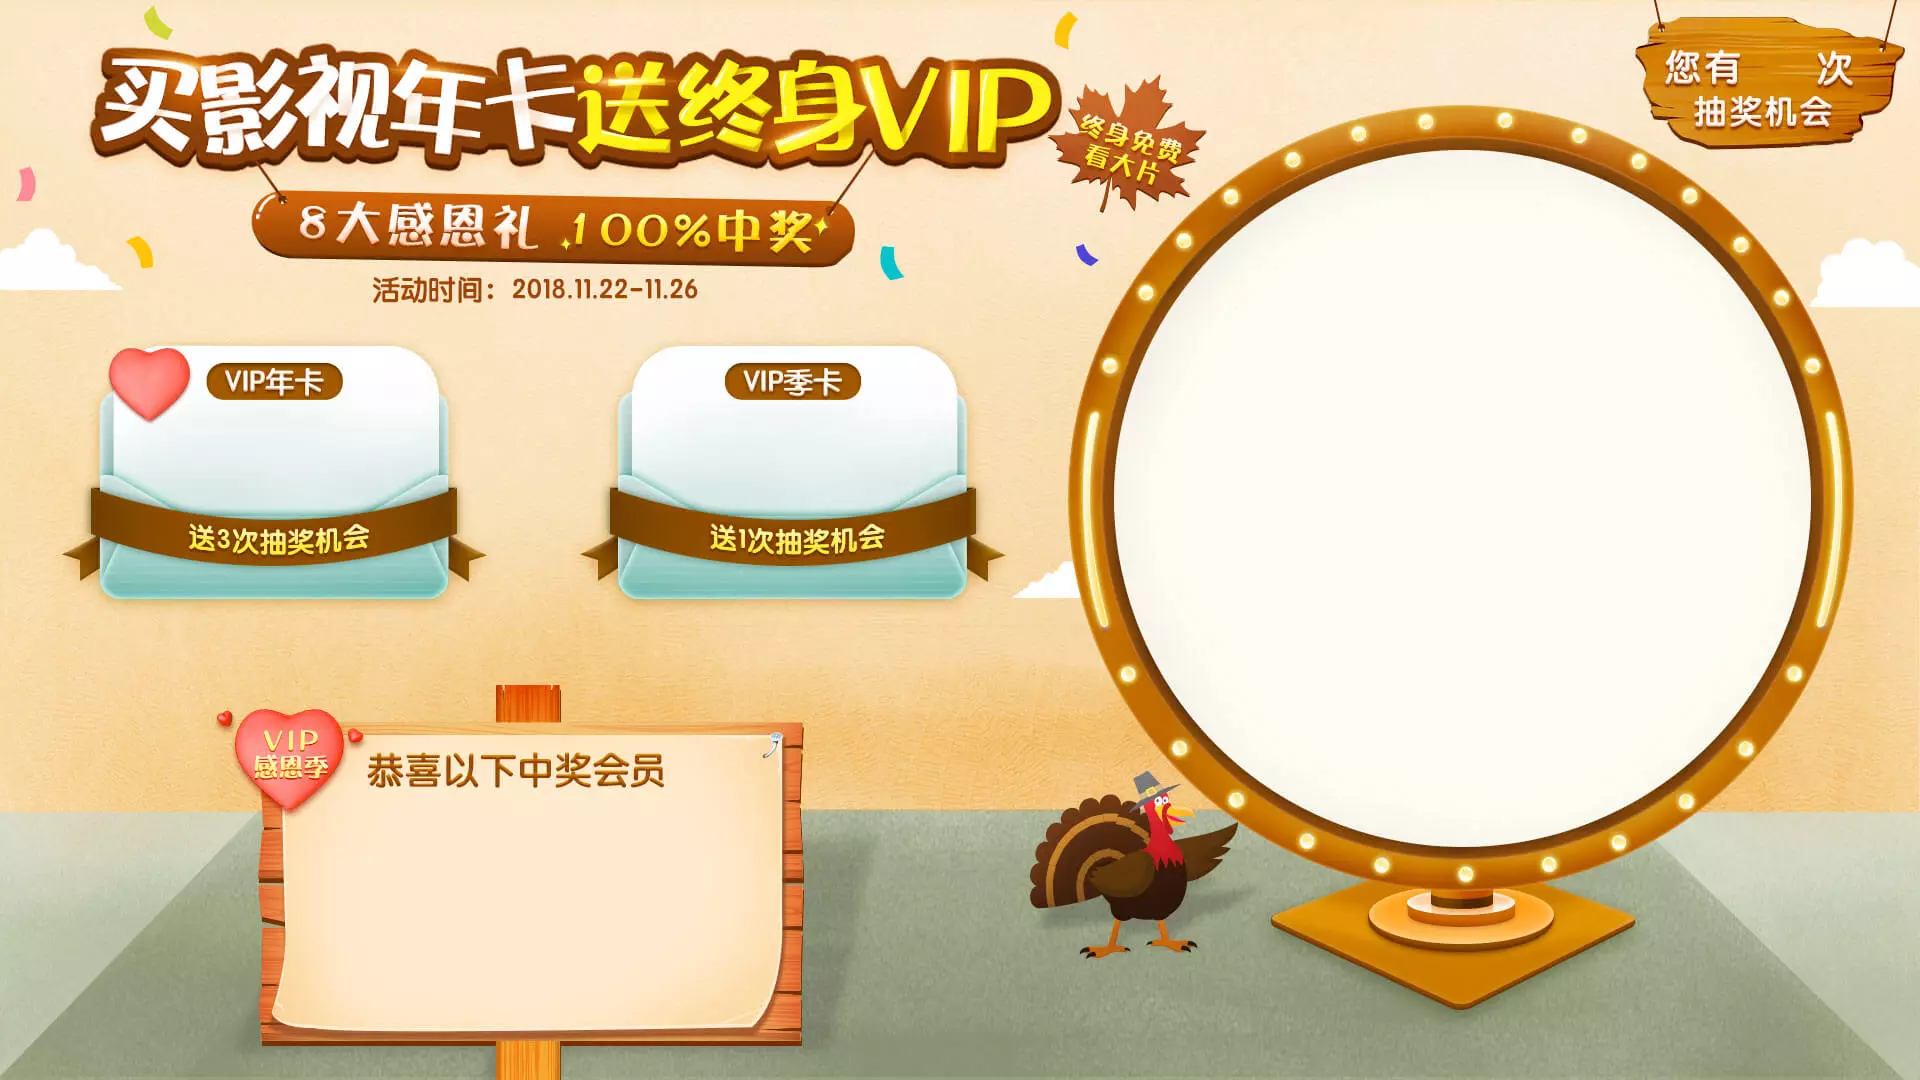 买影视年卡送终身VIP
终身免费
看大片
您有 次
抽奖机会
8大感恩礼 100%中奖
活动时间：2018.11.22-11.26
VIP年卡
送3次抽奖机会
VIP季卡
送1次抽奖机会
VIP
感恩季
恭喜以下中奖会员